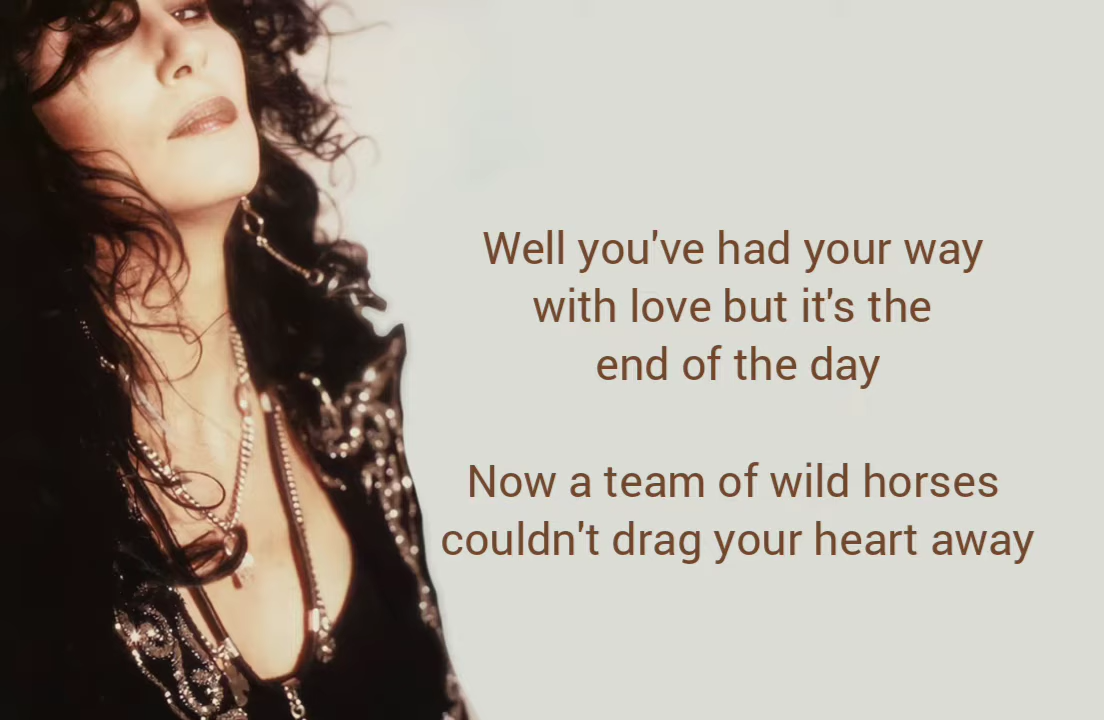 Well you've had your way
with love but it's the
end of the day
Now a team of wild horses
couldn't drag your heart away